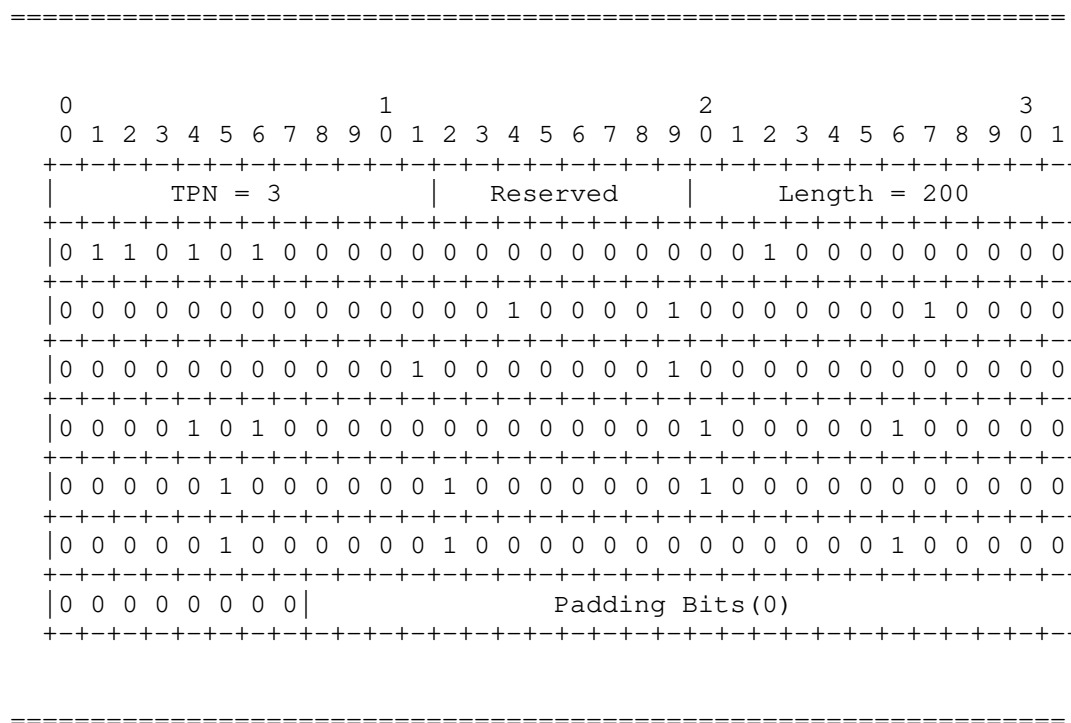 ==================================================================
0                   1                   2                   3
0 1 2 3 4 5 6 7 8 9 0 1 2 3 4 5 6 7 8 9 0 1 2 3 4 5 6 7 8 9 0 1
+-+-+-+-+-+-+-+-+-+-+-+-+-+-+-+-+-+-+-+-+-+-+-+-+-+-+-+-+-+-+-+-
|       TPN = 3         |   Reserved    |     Length = 200
+-+-+-+-+-+-+-+-+-+-+-+-+-+-+-+-+-+-+-+-+-+-+-+-+-+-+-+-+-+-+-+-
|0 1 1 0 1 0 1 0 0 0 0 0 0 0 0 0 0 0 0 0 0 0 1 0 0 0 0 0 0 0 0 0
+-+-+-+-+-+-+-+-+-+-+-+-+-+-+-+-+-+-+-+-+-+-+-+-+-+-+-+-+-+-+-+-
|0 0 0 0 0 0 0 0 0 0 0 0 0 0 1 0 0 0 0 1 0 0 0 0 0 0 0 1 0 0 0 0
+-+-+-+-+-+-+-+-+-+-+-+-+-+-+-+-+-+-+-+-+-+-+-+-+-+-+-+-+-+-+-+-
|0 0 0 0 0 0 0 0 0 0 0 1 0 0 0 0 0 0 0 1 0 0 0 0 0 0 0 0 0 0 0 0
+-+-+-+-+-+-+-+-+-+-+-+-+-+-+-+-+-+-+-+-+-+-+-+-+-+-+-+-+-+-+-+-
|0 0 0 0 1 0 1 0 0 0 0 0 0 0 0 0 0 0 0 0 1 0 0 0 0 0 1 0 0 0 0 0
+-+-+-+-+-+-+-+-+-+-+-+-+-+-+-+-+-+-+-+-+-+-+-+-+-+-+-+-+-+-+-+-
|0 0 0 0 0 1 0 0 0 0 0 0 1 0 0 0 0 0 0 0 1 0 0 0 0 0 0 0 0 0 0 0
+-+-+-+-+-+-+-+-+-+-+-+-+-+-+-+-+-+-+-+-+-+-+-+-+-+-+-+-+-+-+-+-
|0 0 0 0 0 1 0 0 0 0 0 0 1 0 0 0 0 0 0 0 0 0 0 0 0 0 1 0 0 0 0 0
+-+-+-+-+-+-+-+-+-+-+-+-+-+-+-+-+-+-+-+-+-+-+-+-+-+-+-+-+-+-+-+-
|0 0 0 0 0 0 0 0|               Padding Bits(0)
+-+-+-+-+-+-+-+-+-+-+-+-+-+-+-+-+-+-+-+-+-+-+-+-+-+-+-+-+-+-+-+-
==================================================================